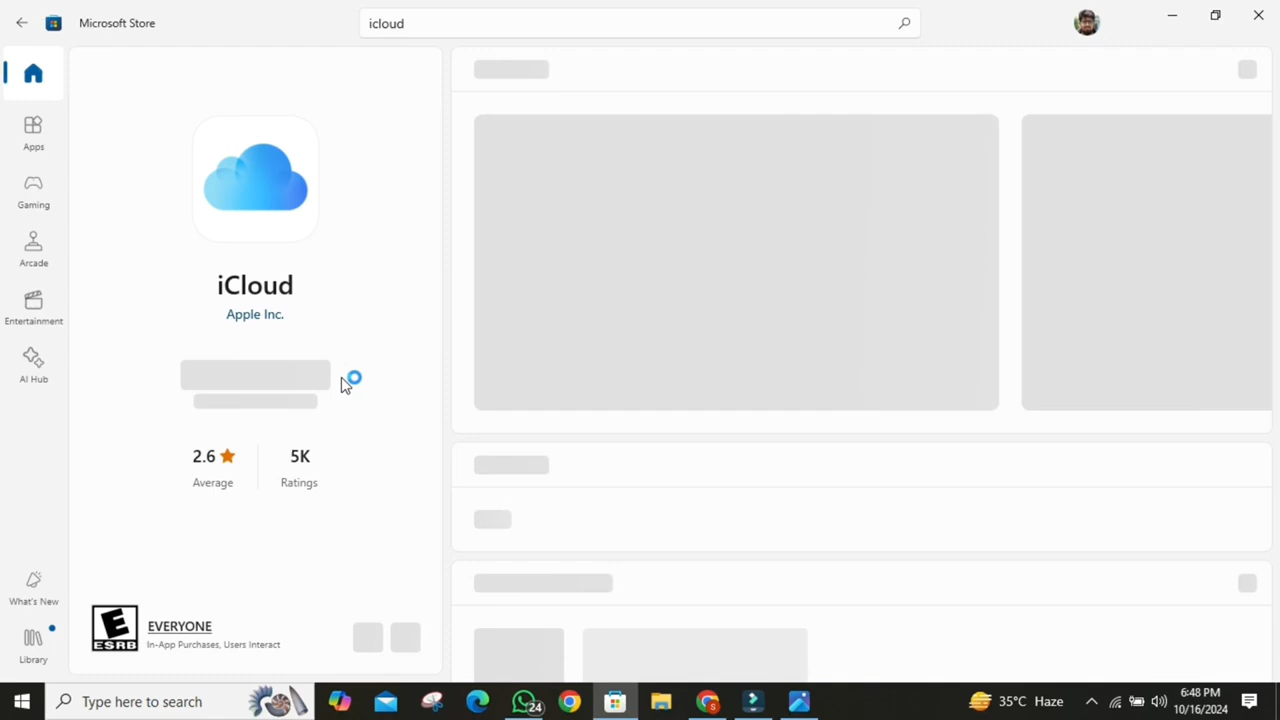 Microsoft Store
icloud
Apps
Gaming
Arcade
Entertainment
AI Hub
What's New
Library
iCloud
Apple Inc.
2.6
Average
5K
Ratings
E
ESRB
EVERYONE
In-App Purchases, Users Interact
Type here to search
24
S
35°C Haze
6:48 PM
10/16/2024